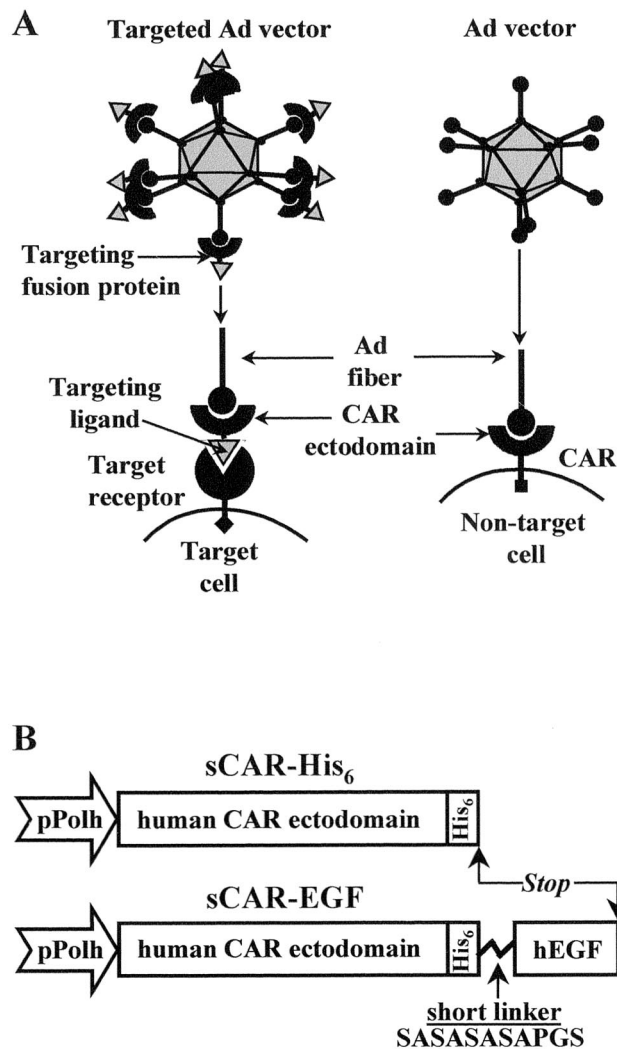 A
Targeted Ad vector
Ad vector
Targeting
fusion protein
Ad
fiber
Targeting
ligand
CAR
ectodomain
Target
receptor
CAR
Target
cell
Non-target
cell
B
sCAR-His6
pPolh
human CAR ectodomain
His6
Stop
sCAR-EGF
pPolh
human CAR ectodomain
His6
hEGF
short linker
SASASASAPGS